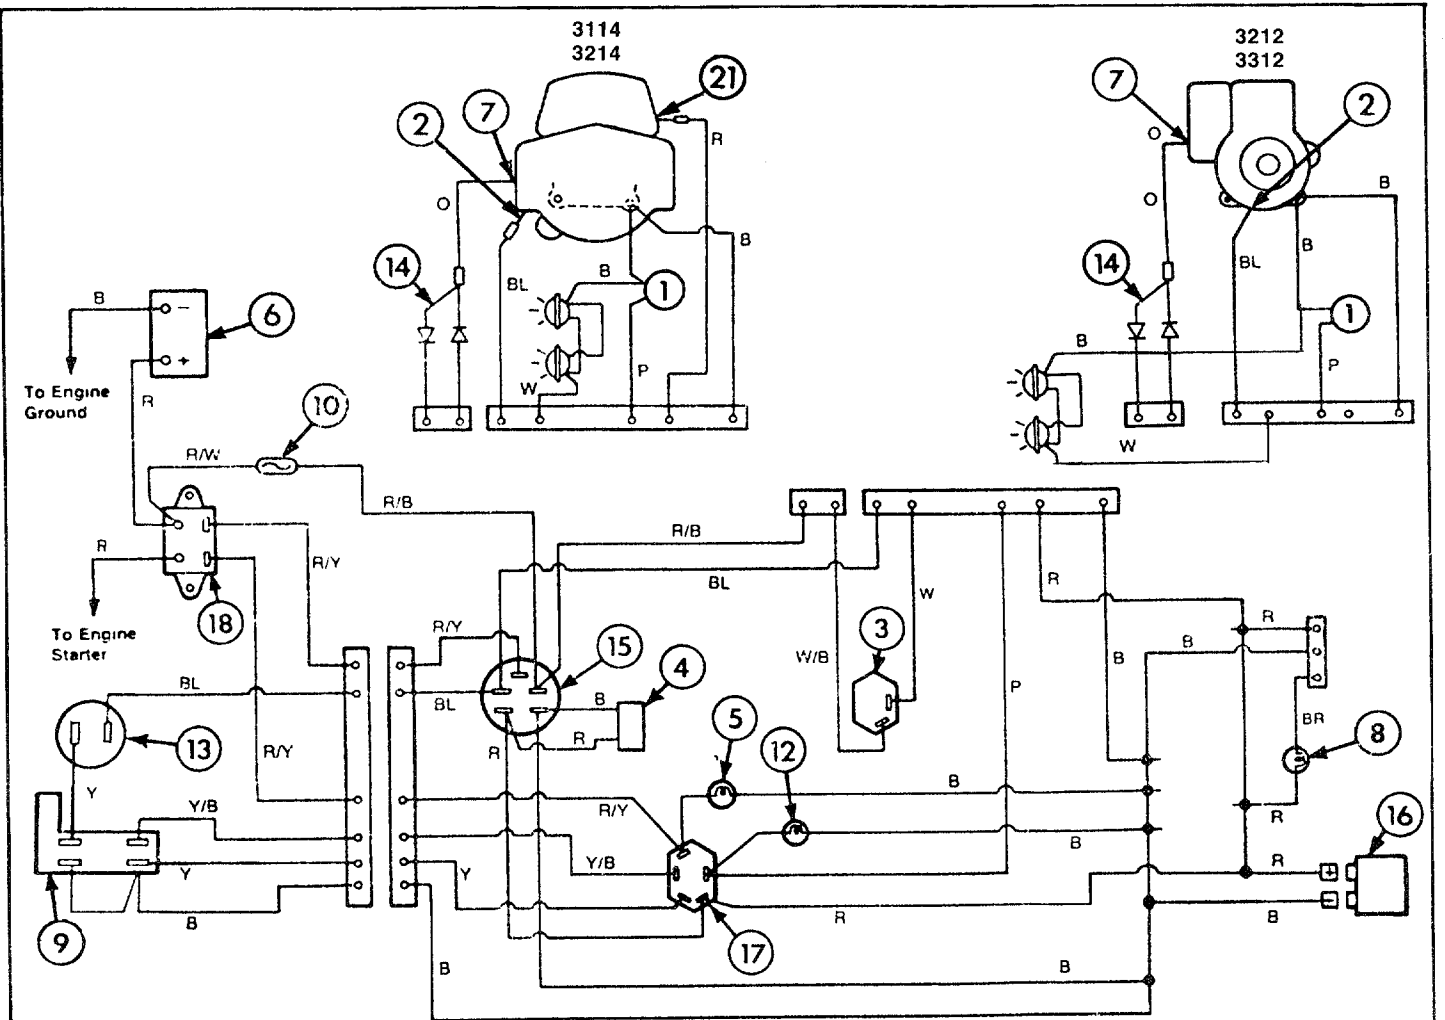 3114
3214
21
7
2
R
O
14
BL
B
1
B
W
P
3212
3312
7
2
O
O
B
B
BL
14
1
B
P
W
B
−
6
+
To Engine
Ground
R
10
R/W
R/B
R
R/Y
18
To Engine
Starter
R/B
BL
R
W
3
R
B
R/Y
15
4
W/B
B
P
BL
B
BL
R
R
13
R/Y
5
12
BR
8
Y
Y/B
R/Y
B
R
16
B
Y
Y
Y/B
R
+
9
B
R
B
−
17
B
B